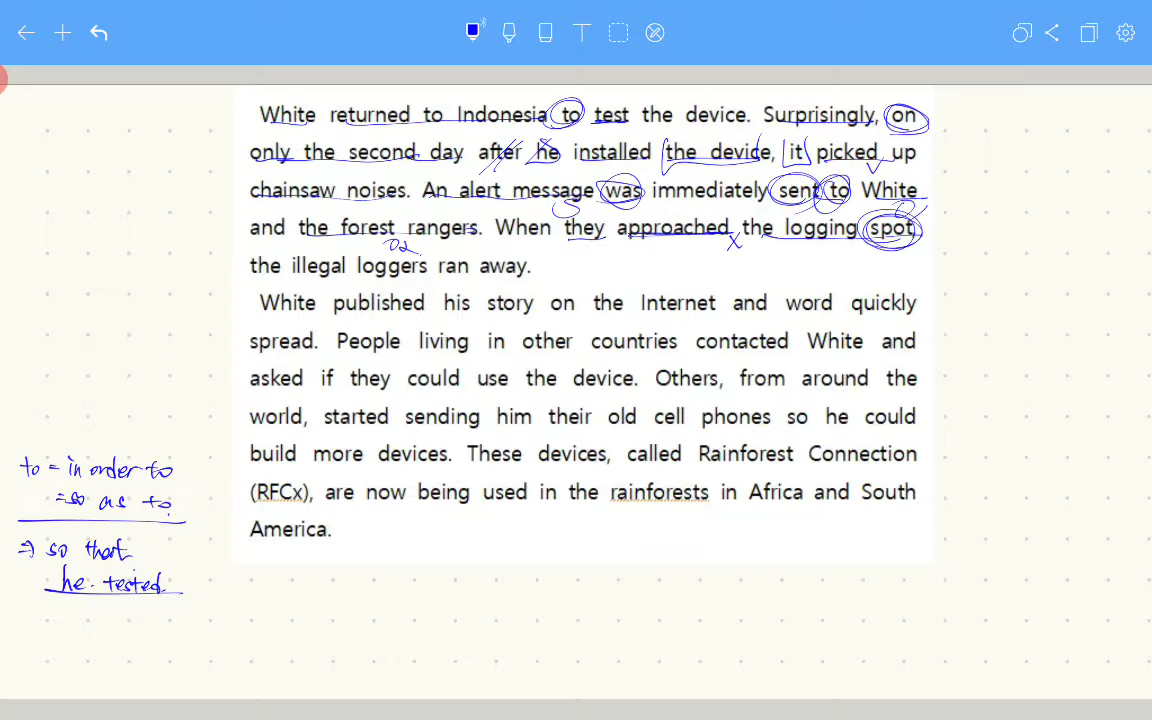 White returned to Indonesia to test the device. Surprisingly, on
only the second day after he installed the device, it picked up
chainsaw noises. An alert message was immediately sent to White
and the forest rangers. When they approached the logging spot,
the illegal loggers ran away.
White published his story on the Internet and word quickly
spread. People living in other countries contacted White and
asked if they could use the device. Others, from around the
world, started sending him their old cell phones so he could
build more devices. These devices, called Rainforest Connection
(RFCx), are now being used in the rainforests in Africa and South
America.
to = in order to
= so as to
⇒ so that
he tested